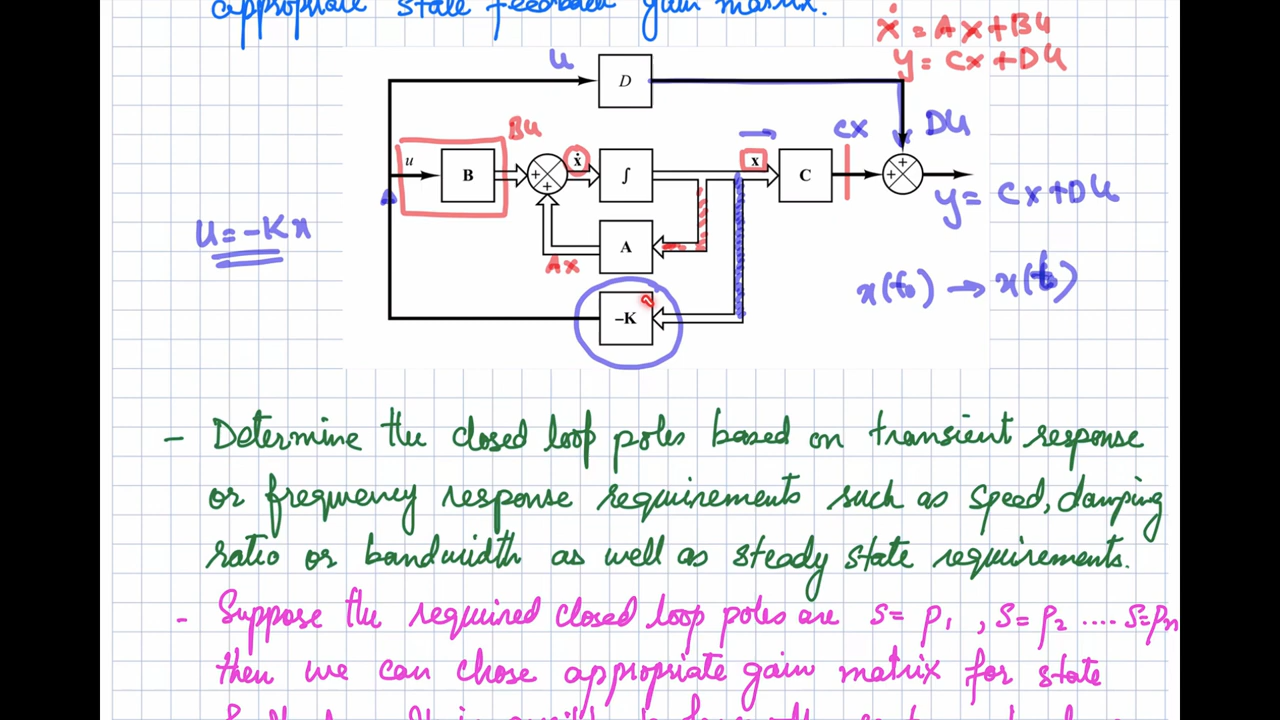 appropriate state feedback gain matrix.
ẋ = Ax+Bu
y = Cx+Du
u
D
Bu
Cx
Du
u
B
+
+
ẋ
∫
x
C
+
+
y = Cx+Du
u = -Kx
A
Ax
x(t₀) → x(t₀)
-K
- Determine the closed loop poles based on transient response
or frequency response requirements such as speed, damping
ratio or bandwidth as well as steady state requirements.
- Suppose the required closed loop poles are s= p₁ , s= p₂ .... s=pn
then we can chose appropriate gain matrix for state